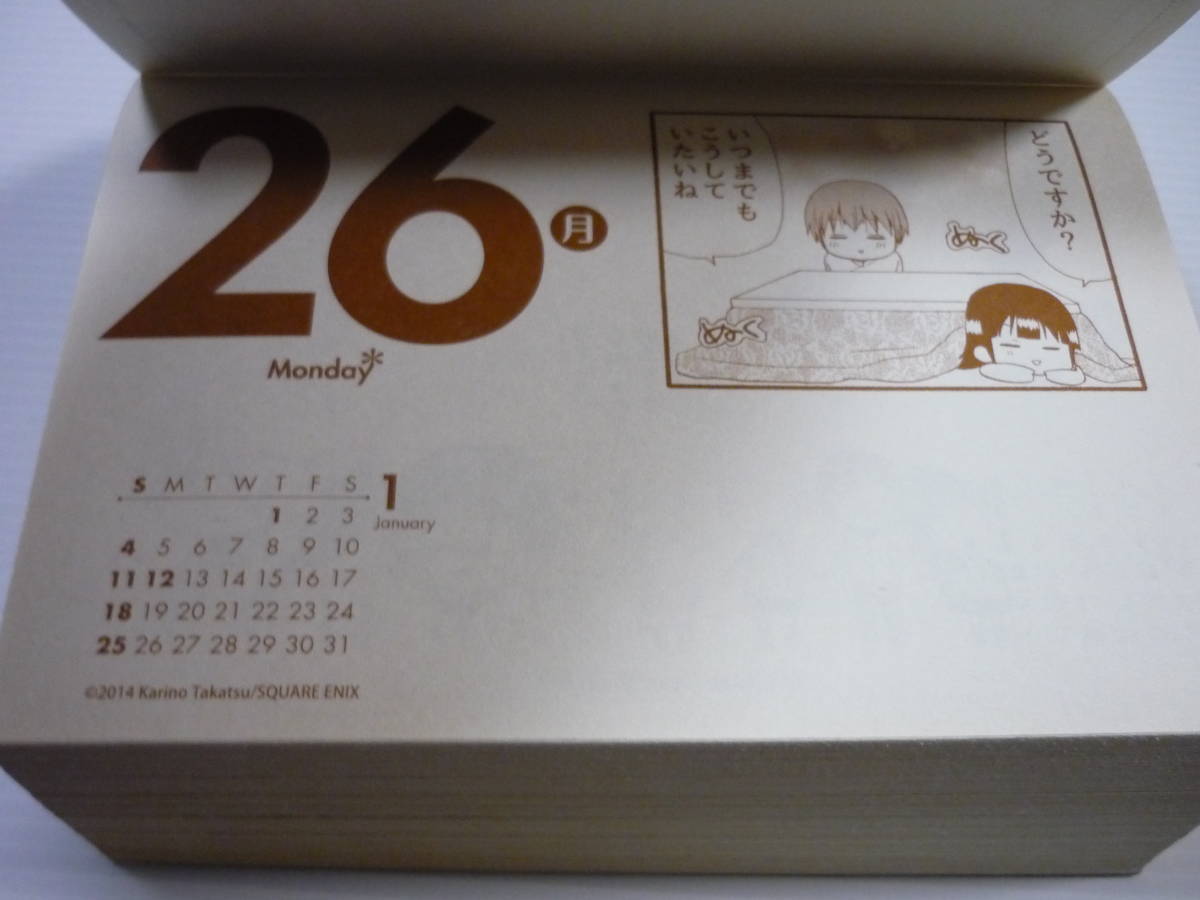 26
月
Monday*
どうですか?
ぬ〜く
いつまでも
こうして
いたいね
ぬ〜く
S M T W T F S
1 2 3
4 5 6 7 8 9 10
11 12 13 14 15 16 17
18 19 20 21 22 23 24
25 26 27 28 29 30 31
1
January
©2014 Karino Takatsu/SQUARE ENIX